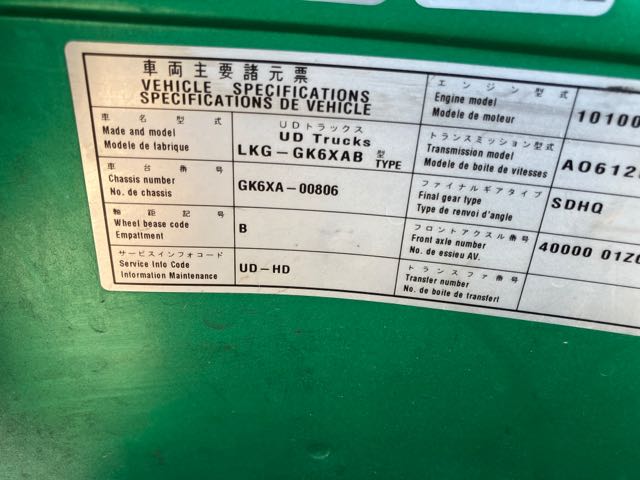 車両主要諸元票
VEHICLE SPECIFICATIONS
SPECIFICATIONS DE VEHICLE
車名型式
Made and model
Modele de fabrique
UDトラックス
UD Trucks
LKG-GK6XAB 型
TYPE
車台番号
Chassis number
No. de chassis
GK6XA-00806
軸距記号
Wheel base code
Empattment
B
サービスインフォコード
Service Info Code
Information Maintenance
UD-HD
エンジン型式
Engine model
Modele de moteur
10100
トランスミッション型式
Transmission model
Modele de boite de vitesses
AO612
ファイナルギアタイプ
Final gear type
Type de renvoi d'angle
SDHQ
フロントアクスル番号
Front axle number
No. de essieu AV.
40000 01Z
トランスファ番号
Transfer number
No. de boite de transfert